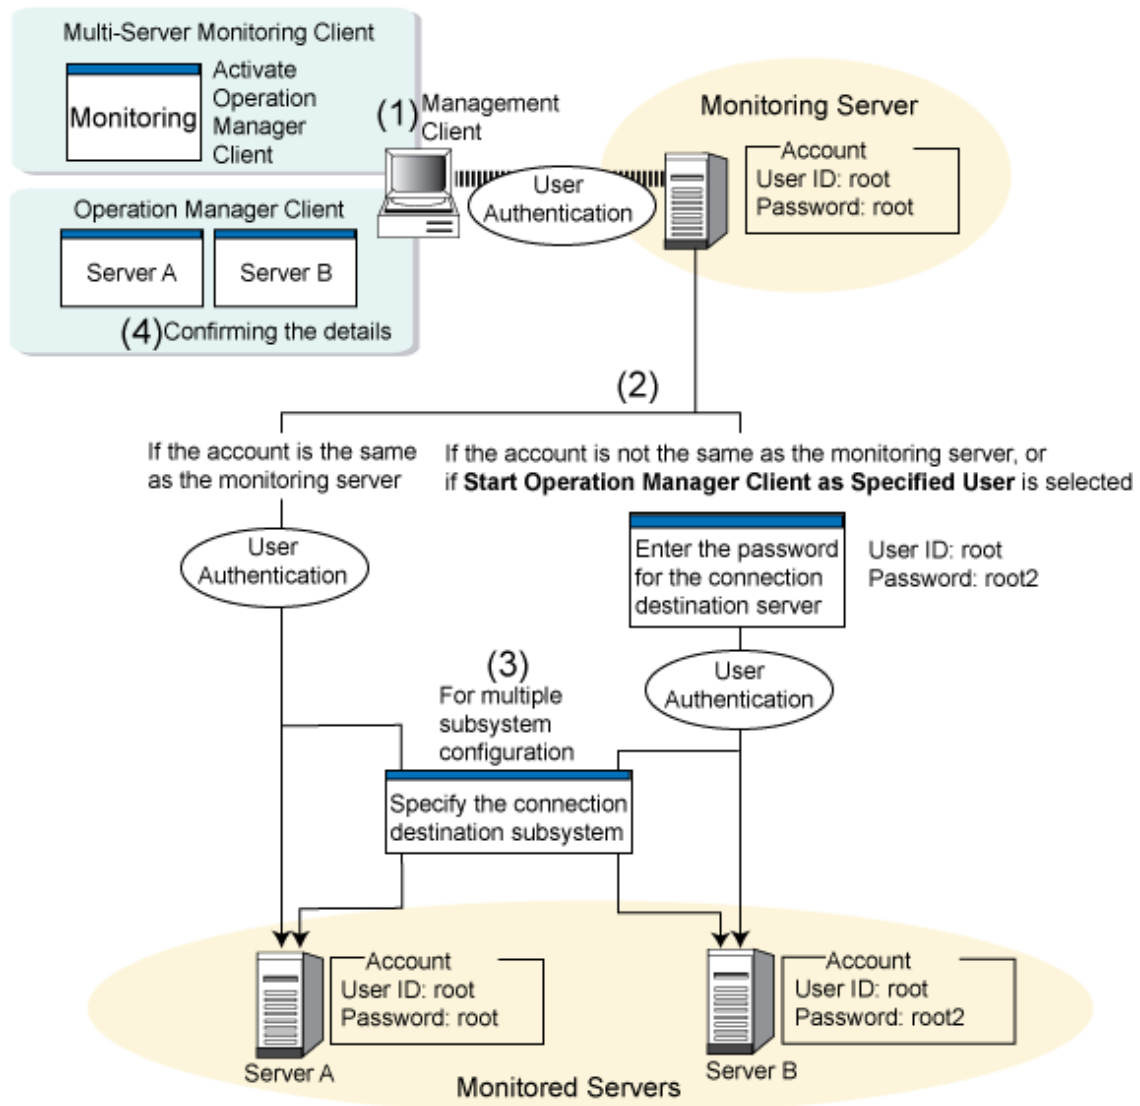 Multi-Server Monitoring Client
Monitoring
Activate
Operation
Manager
Client
(1)
Management
Client
User
Authentication
Monitoring Server
Account
User ID: root
Password: root
Operation Manager Client
Server A
Server B
(4) Confirming the details
(2)
If the account is the same
as the monitoring server
If the account is not the same as the monitoring server, or
if Start Operation Manager Client as Specified User is selected
User
Authentication
Enter the password
for the connection
destination server
User ID: root
Password: root2
User
Authentication
(3)
For multiple
subsystem
configuration
Specify the connection
destination subsystem
Account
User ID: root
Password: root
Server A
Account
User ID: root
Password: root2
Server B
Monitored Servers